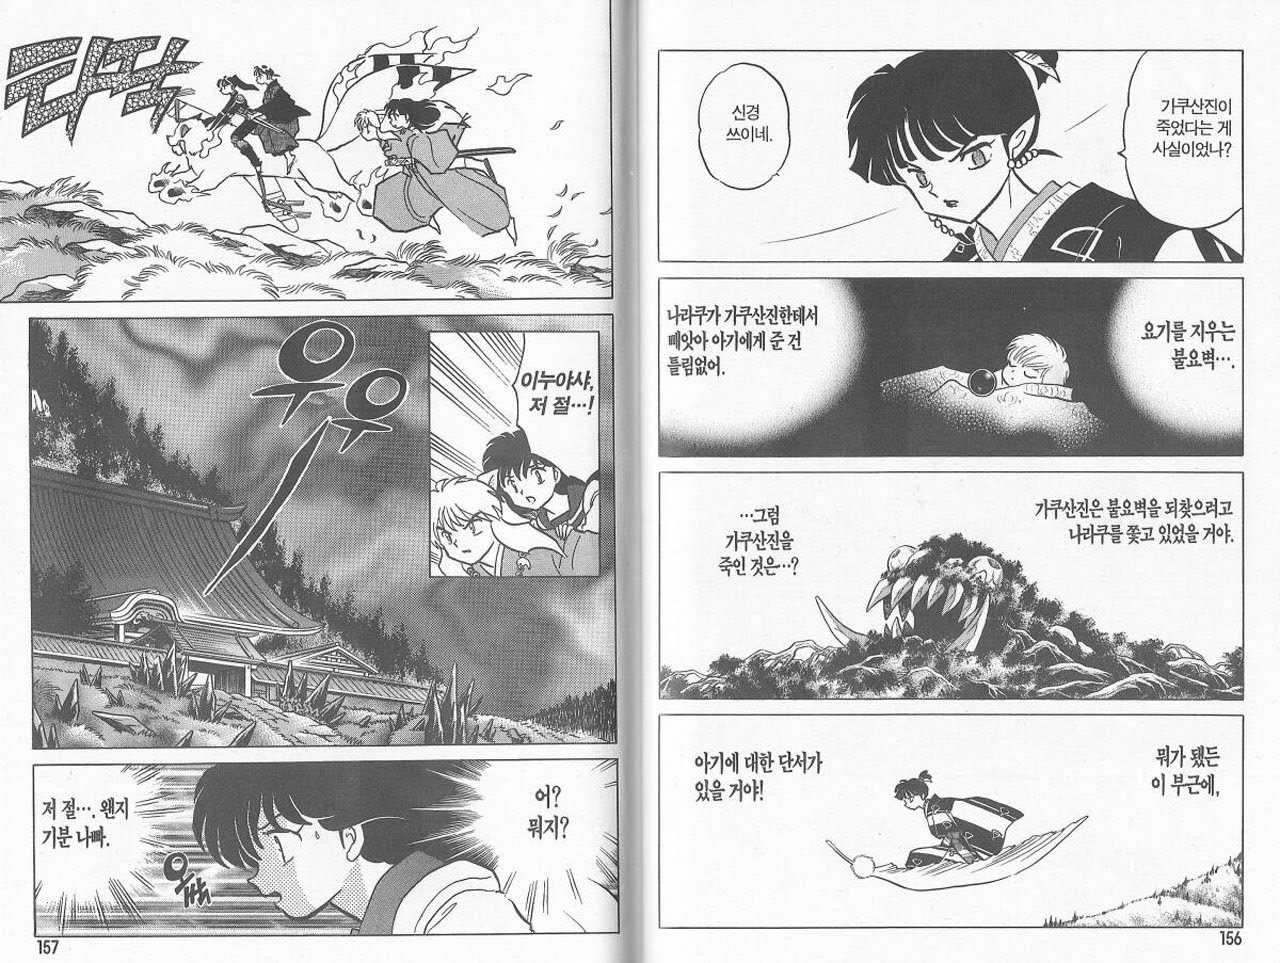 가쿠산진이
죽었다는 게
사실이었나?
신경
쓰이네.
요기를 지우는
불요벽….
나라쿠가 가쿠산진한테서
빼앗아 아기에게 준 건
틀림없어.
가쿠산진은 불요벽을 되찾으려고
나라쿠를 쫓고 있었을 거야.
…그럼
가쿠산진을
죽인 것은…?
뭐가 됐든
이 부근에,
아기에 대한 단서가
있을 거야!
156
타딱
이누야샤,
저 절…!
우우
어?
뭐지?
저 절…. 왠지
기분 나빠.
오싹
157